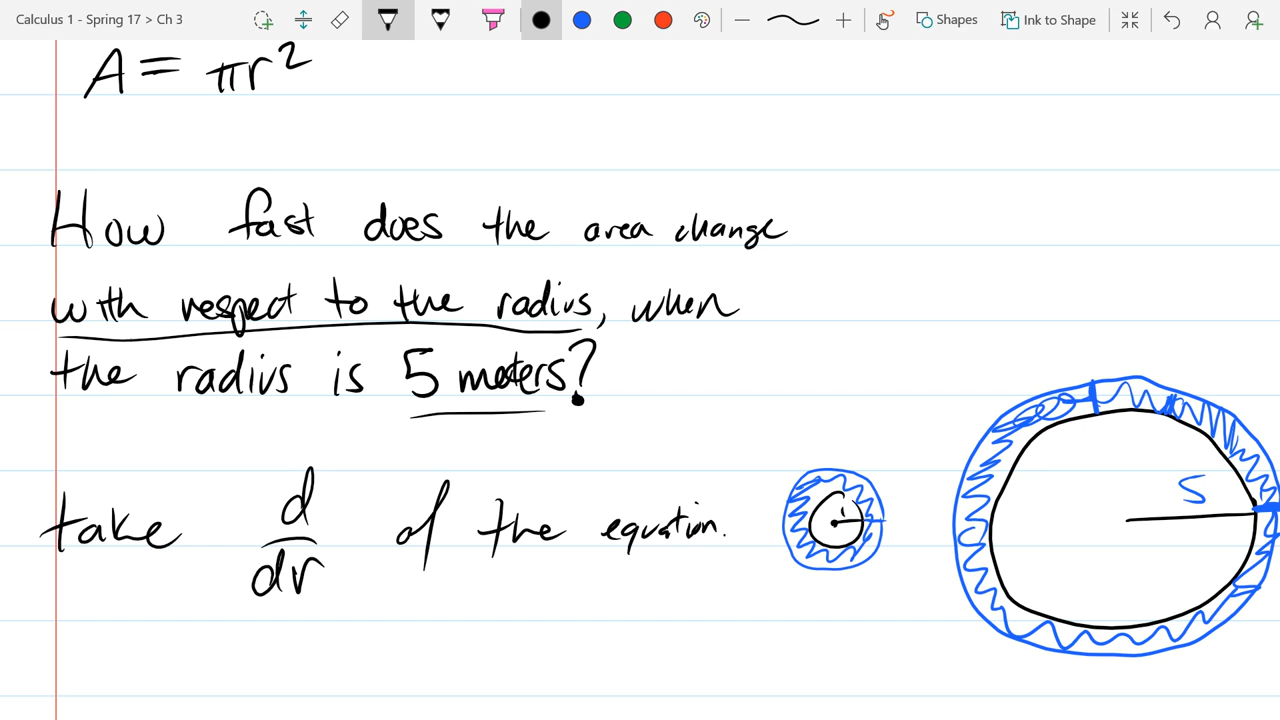 Calculus 1 - Spring 17 > Ch 3
Shapes
Ink to Shape
A = πr²
How fast does the area change
with respect to the radius, when
the radius is 5 meters?
take d/dr of the equation.
1
5